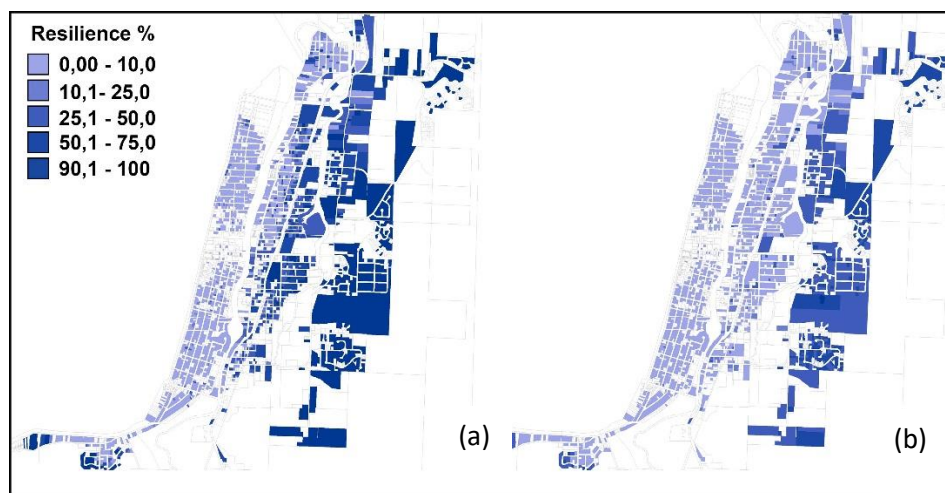 Resilience %
0,00 - 10,0
10,1- 25,0
25,1 - 50,0
50,1 - 75,0
90,1 - 100
(a)
(b)